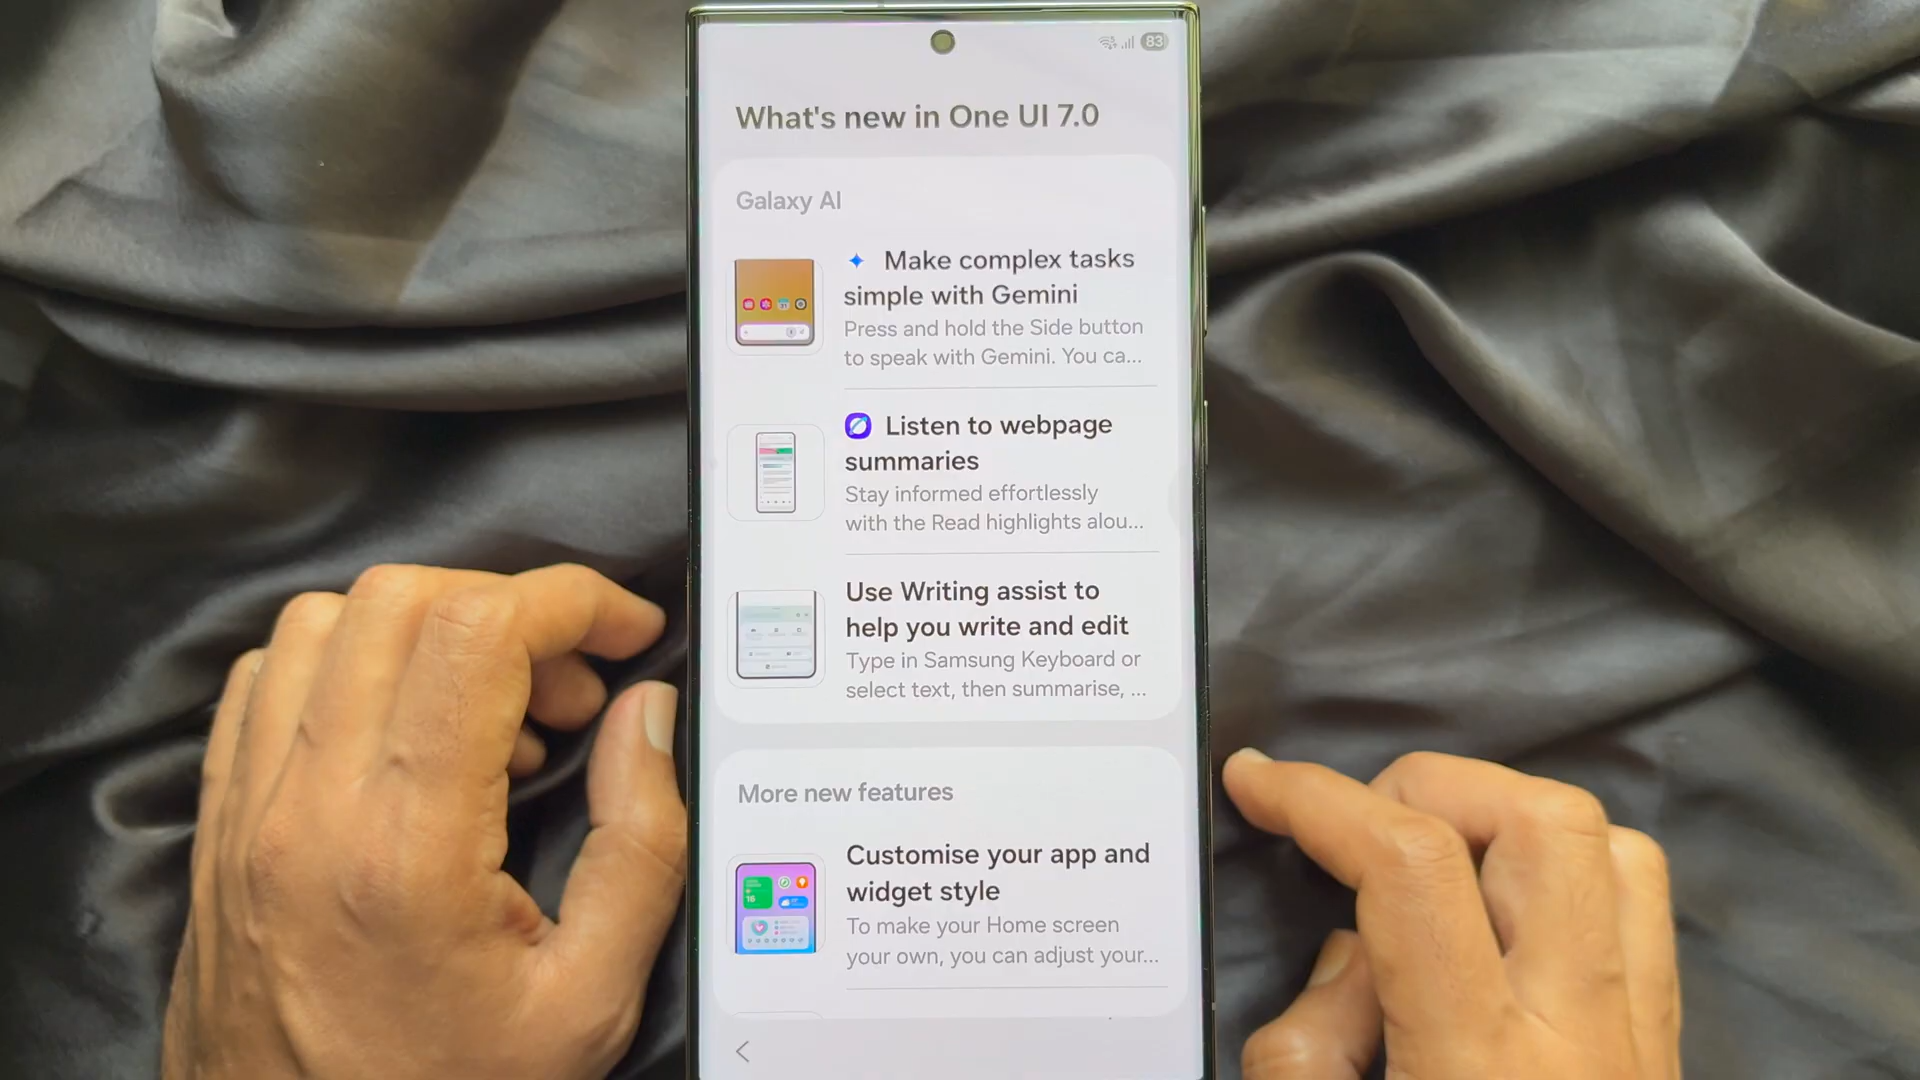 83
What's new in One UI 7.0
Galaxy AI
Make complex tasks
simple with Gemini
Press and hold the Side button
to speak with Gemini. You ca...
Listen to webpage
summaries
Stay informed effortlessly
with the Read highlights alou...
Use Writing assist to
help you write and edit
Type in Samsung Keyboard or
select text, then summarise, ...
More new features
Customise your app and
widget style
16
To make your Home screen
your own, you can adjust your...